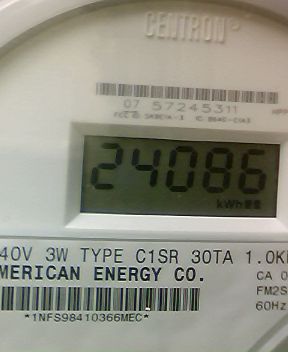 CENTRON®
07 57245311
24086
kWh
40V 3W TYPE C1SR 30TA 1.0K
MERICAN ENERGY CO.
CA 0
FM2S
60Hz
*1NFS98410366MEC*